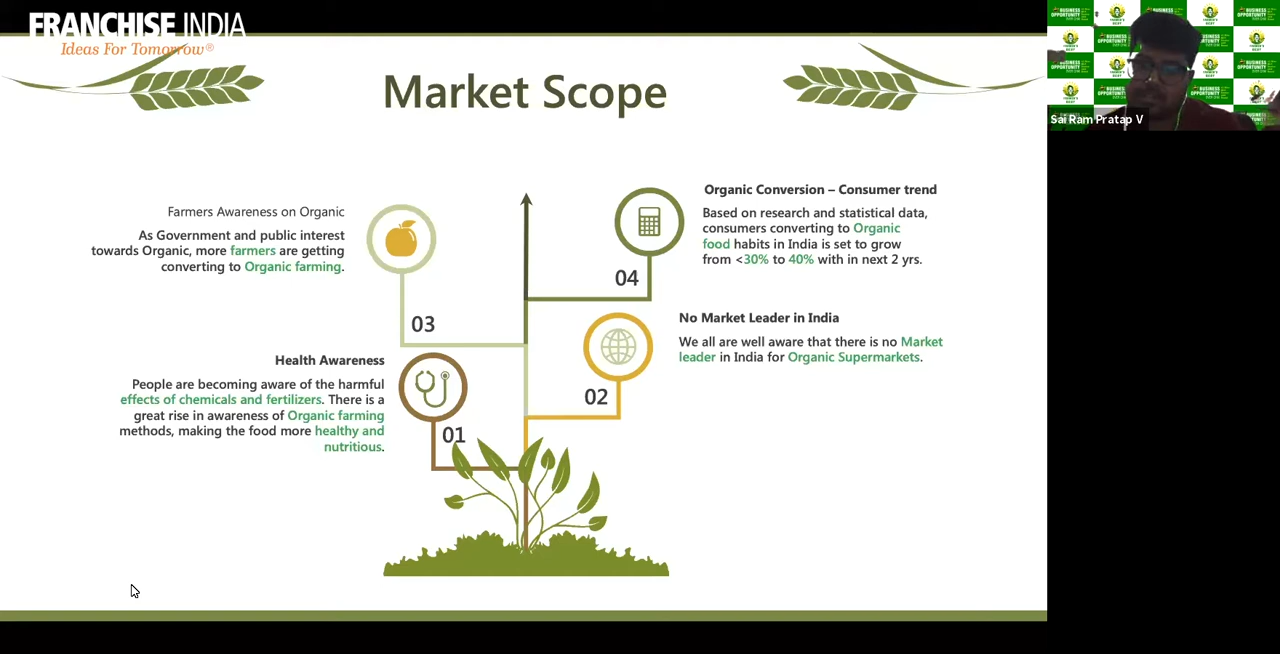 FRANCHISE INDIA
Ideas For Tomorrow®
Market Scope
Farmers Awareness on Organic
As Government and public interest
towards Organic, more farmers are getting
converting to Organic farming.
03
Health Awareness
People are becoming aware of the harmful
effects of chemicals and fertilizers. There is a
great rise in awareness of Organic farming
methods, making the food more healthy and
nutritious.
01
Organic Conversion – Consumer trend
Based on research and statistical data,
consumers converting to Organic
food habits in India is set to grow
from <30% to 40% with in next 2 yrs.
04
No Market Leader in India
We all are well aware that there is no Market
leader in India for Organic Supermarkets.
02
BUSINESS
OPPORTUNITY
Sai Ram Pratap V